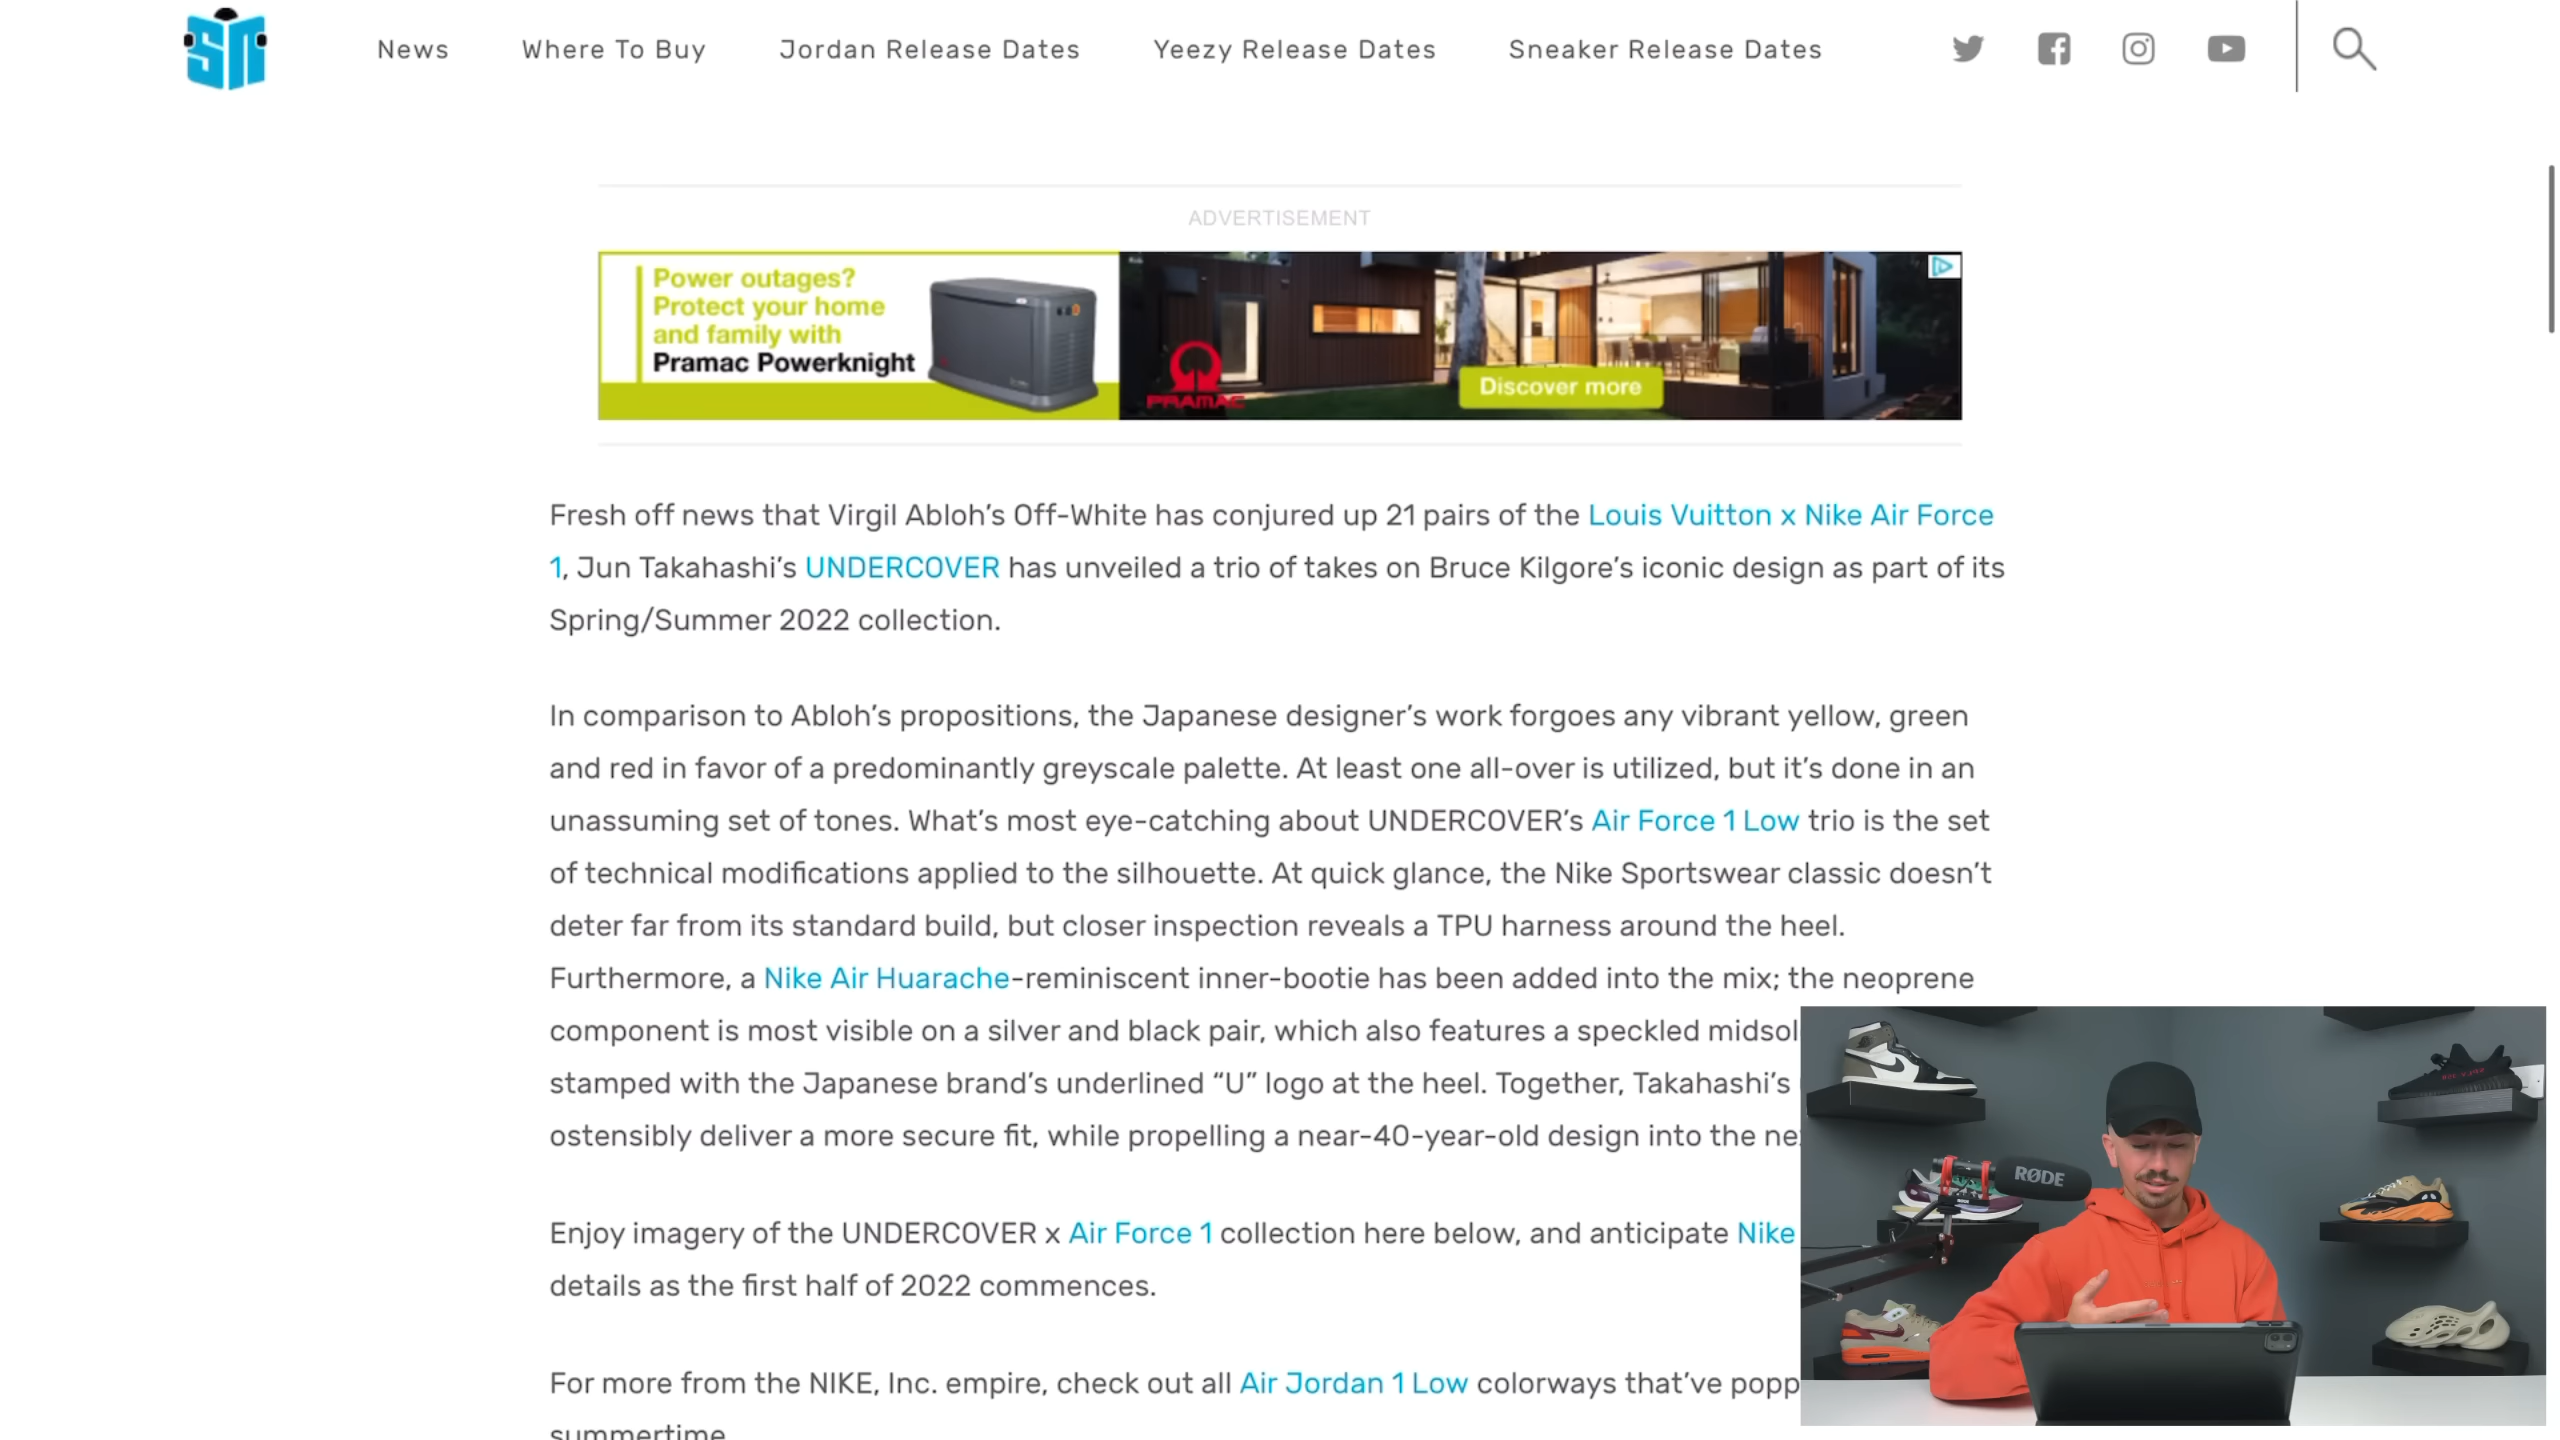 SN
News
Where To Buy
Jordan Release Dates
Yeezy Release Dates
Sneaker Release Dates
ADVERTISEMENT
Power outages?
Protect your home
and family with
Pramac Powerknight
PRAMAC
Discover more
Fresh off news that Virgil Abloh’s Off-White has conjured up 21 pairs of the Louis Vuitton x Nike Air Force
1, Jun Takahashi’s UNDERCOVER has unveiled a trio of takes on Bruce Kilgore’s iconic design as part of its
Spring/Summer 2022 collection.
In comparison to Abloh’s propositions, the Japanese designer’s work forgoes any vibrant yellow, green
and red in favor of a predominantly greyscale palette. At least one all-over is utilized, but it’s done in an
unassuming set of tones. What’s most eye-catching about UNDERCOVER’s Air Force 1 Low trio is the set
of technical modifications applied to the silhouette. At quick glance, the Nike Sportswear classic doesn’t
deter far from its standard build, but closer inspection reveals a TPU harness around the heel.
Furthermore, a Nike Air Huarache-reminiscent inner-bootie has been added into the mix; the neoprene
component is most visible on a silver and black pair, which also features a speckled midsol
stamped with the Japanese brand’s underlined “U” logo at the heel. Together, Takahashi’s
ostensibly deliver a more secure fit, while propelling a near-40-year-old design into the
Enjoy imagery of the UNDERCOVER x Air Force 1 collection here below, and anticipate Nike
details as the first half of 2022 commences.
For more from the NIKE, Inc. empire, check out all Air Jordan 1 Low colorways that’ve popp
summertime
RØDE